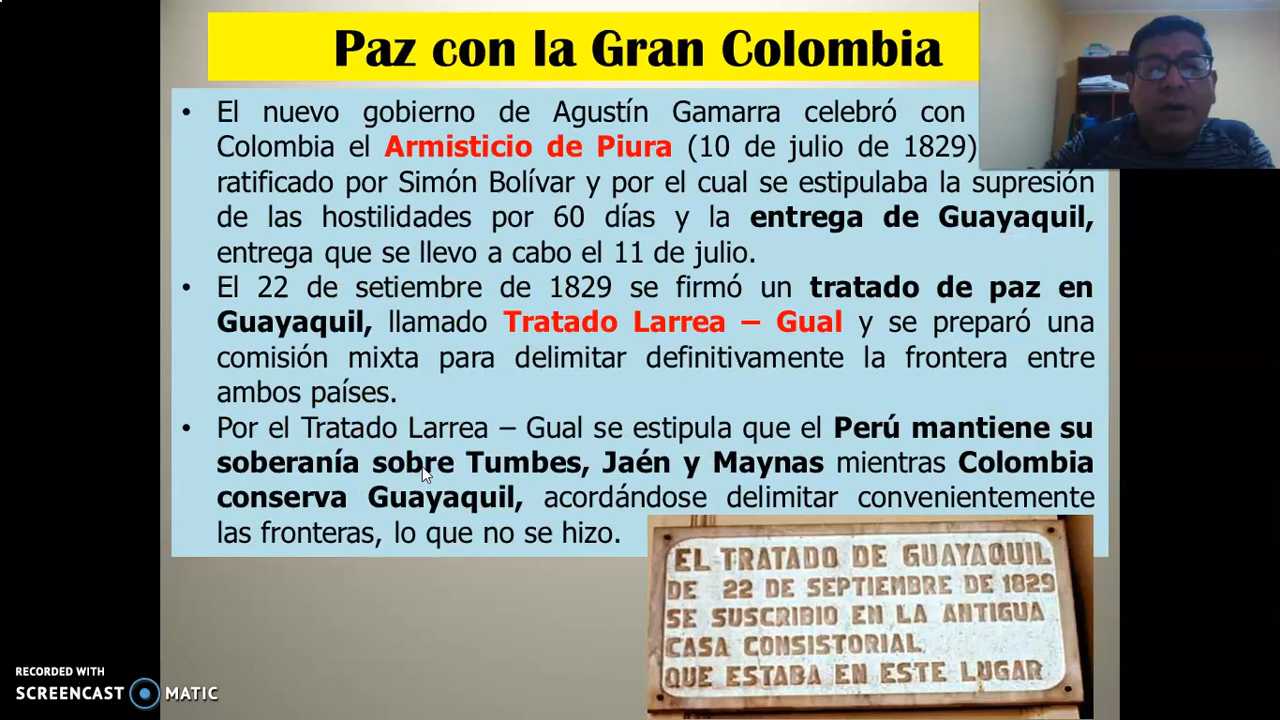 Paz con la Gran Colombia
• El nuevo gobierno de Agustín Gamarra celebró con
Colombia el Armisticio de Piura (10 de julio de 1829)
ratificado por Simón Bolívar y por el cual se estipulaba la supresión
de las hostilidades por 60 días y la entrega de Guayaquil,
entrega que se llevo a cabo el 11 de julio.
• El 22 de setiembre de 1829 se firmó un tratado de paz en
Guayaquil, llamado Tratado Larrea – Gual y se preparó una
comisión mixta para delimitar definitivamente la frontera entre
ambos países.
• Por el Tratado Larrea – Gual se estipula que el Perú mantiene su
soberanía sobre Tumbes, Jaén y Maynas mientras Colombia
conserva Guayaquil, acordándose delimitar convenientemente
las fronteras, lo que no se hizo.
EL TRATADO DE GUAYAQUIL
DE 22 DE SEPTIEMBRE DE 1829
SE SUSCRIBIO EN LA ANTIGUA
CASA CONSISTORIAL,
QUE ESTABA EN ESTE LUGAR
RECORDED WITH
SCREENCAST MATIC